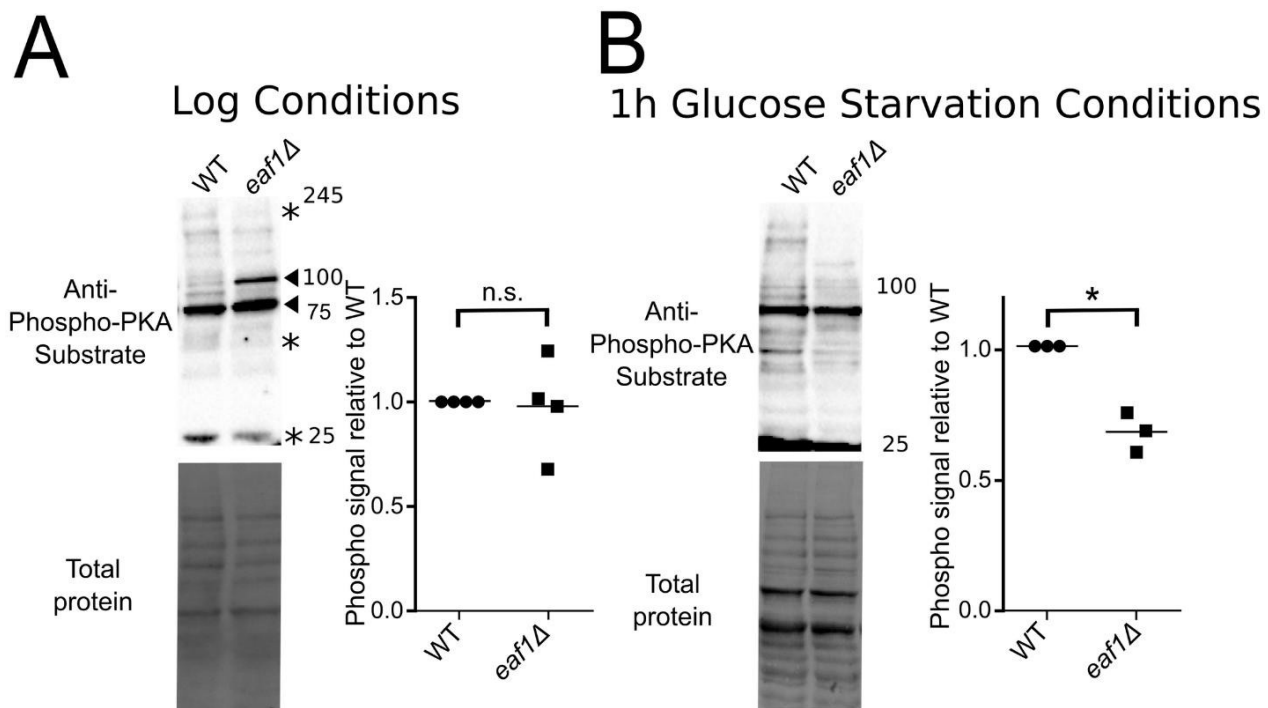 A
Log Conditions
WT
eaf1Δ
* 245
◄ 100
◄ 75
*
* 25
Anti-
Phospho-PKA
Substrate
Total
protein
Phospho signal relative to WT
1.5
1.0
0.5
0.0
n.s.
WT
eaf1Δ
B
1h Glucose Starvation Conditions
WT
eaf1Δ
100
25
Anti-
Phospho-PKA
Substrate
Total
protein
Phospho signal relative to WT
1.0
0.5
0.0
*
WT
eaf1Δ